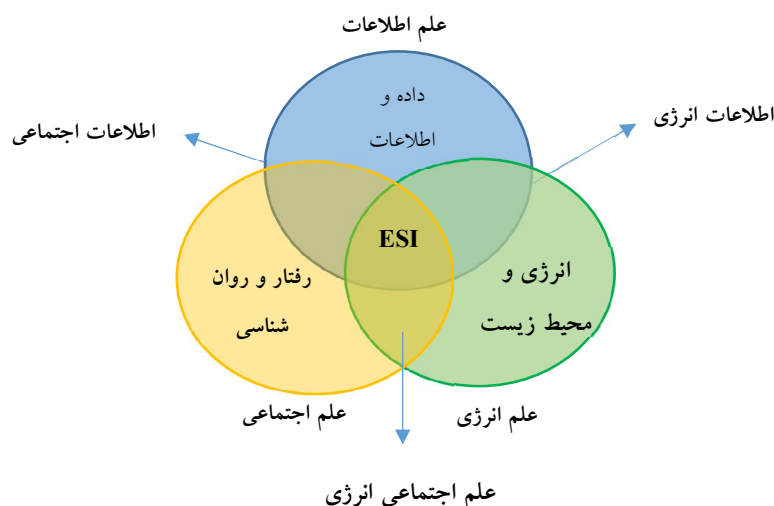 علم اطلاعات
داده و
اطلاعات
اطلاعات انرژی
اطلاعات اجتماعی
ESI
انرژی و
محیط زیست
رفتار و روان
شناسی
علم انرژی
علم اجتماعی
علم اجتماعی انرژی